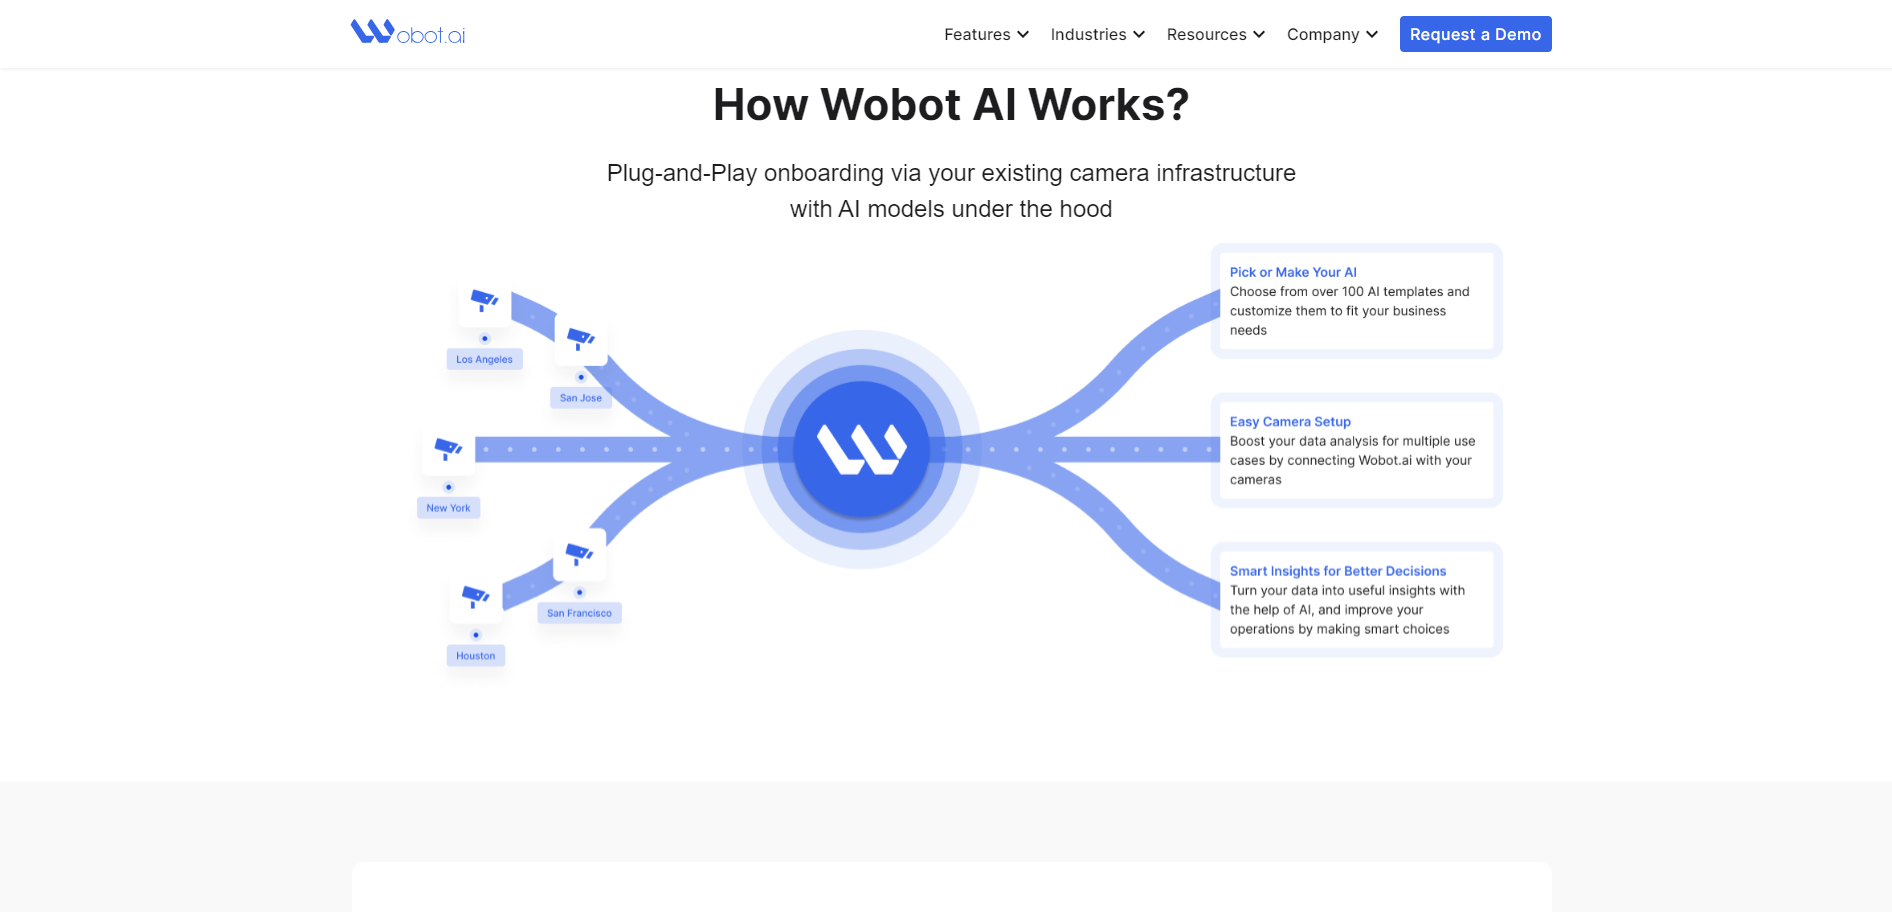 Wobot.ai
Features
Industries
Resources
Company
Request a Demo
How Wobot AI Works?
Plug-and-Play onboarding via your existing camera infrastructure
with AI models under the hood
Los Angeles
San Jose
New York
San Francisco
Houston
W
Pick or Make Your AI
Choose from over 100 AI templates and
customize them to fit your business
needs
Easy Camera Setup
Boost your data analysis for multiple use
cases by connecting Wobot.ai with your
cameras
Smart Insights for Better Decisions
Turn your data into useful insights with
the help of AI, and improve your
operations by making smart choices